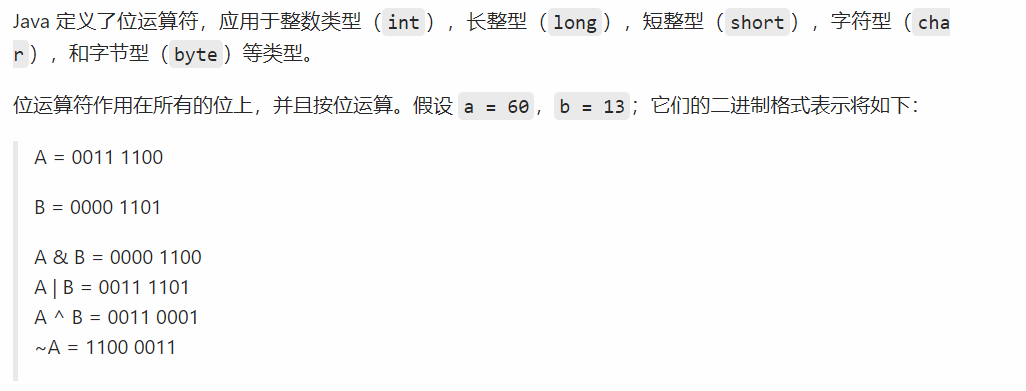 Java 定义了位运算符，应用于整数类型（int），长整型（long），短整型（short），字符型（cha
r），和字节型（byte）等类型。
位运算符作用在所有的位上，并且按位运算。假设 a = 60，b = 13；它们的二进制格式表示将如下：
A = 0011 1100
B = 0000 1101
A & B = 0000 1100
A | B = 0011 1101
A ^ B = 0011 0001
~A = 1100 0011